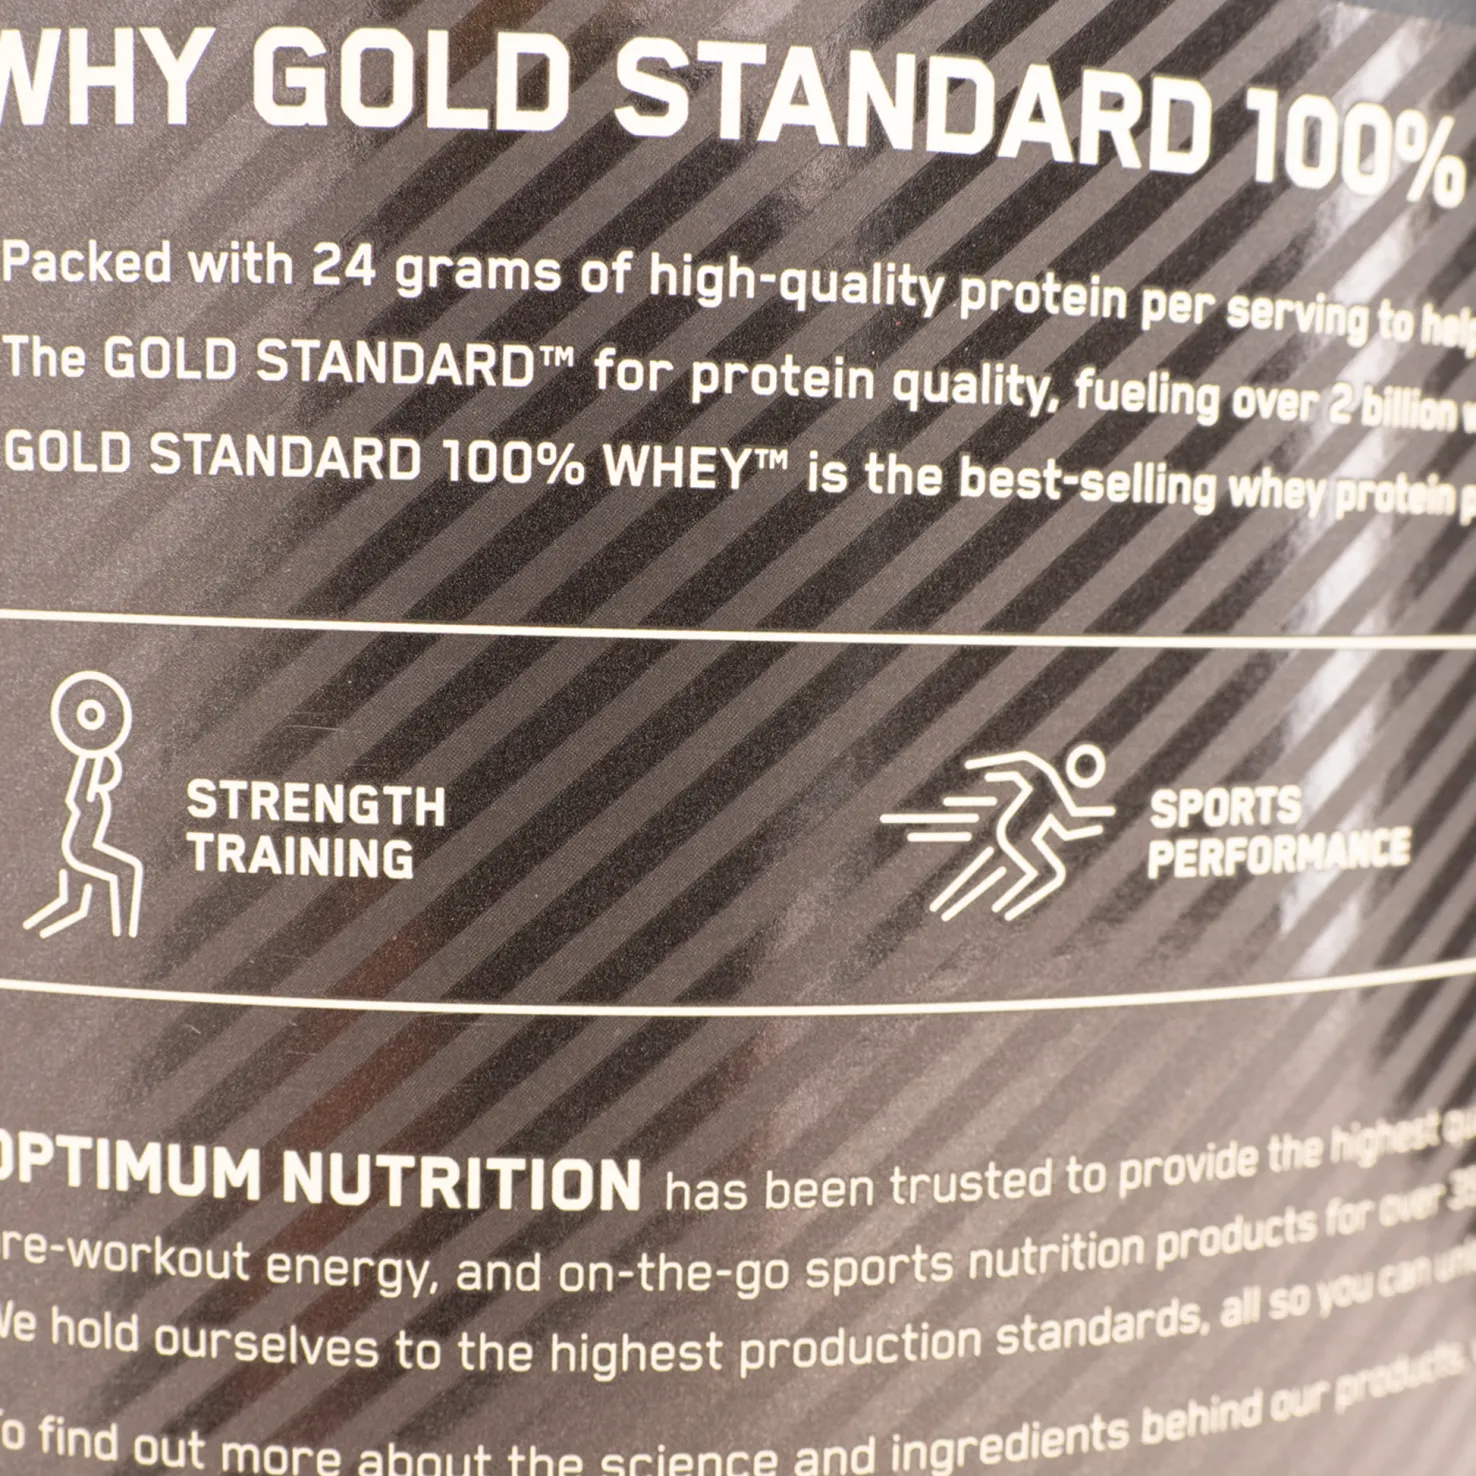 WHY GOLD STANDARD 100%
Packed with 24 grams of high-quality protein per serving to help
The GOLD STANDARD™ for protein quality, fueling over 2 billion
GOLD STANDARD 100% WHEY™ is the best-selling whey protein
STRENGTH
TRAINING
SPORTS
PERFORMANCE
OPTIMUM NUTRITION has been trusted to provide the highest
re-workout energy, and on-the-go sports nutrition products for over
We hold ourselves to the highest production standards, all so you can
To find out more about the science and ingredients behind our products.